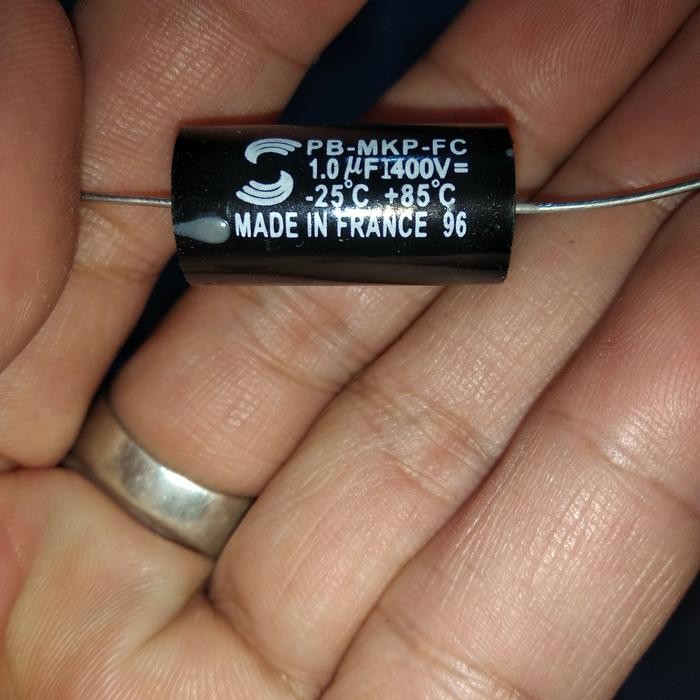 PB-MKP-FC
1.0 µF I 400V=
-25°C +85°C
MADE IN FRANCE 96